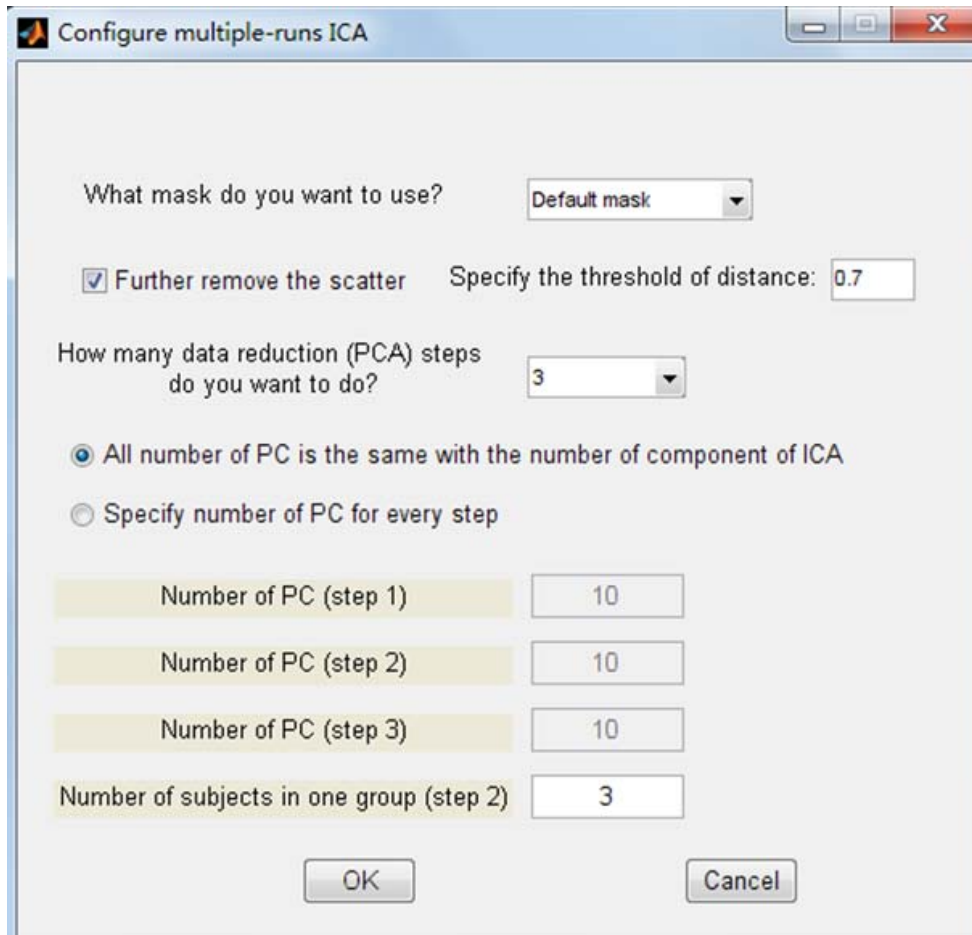 Configure multiple-runs ICA
What mask do you want to use?
Default mask
Further remove the scatter
Specify the threshold of distance:
0.7
How many data reduction (PCA) steps
do you want to do?
3
All number of PC is the same with the number of component of ICA
Specify number of PC for every step
Number of PC (step 1)
10
Number of PC (step 2)
10
Number of PC (step 3)
10
Number of subjects in one group (step 2)
3
OK
Cancel